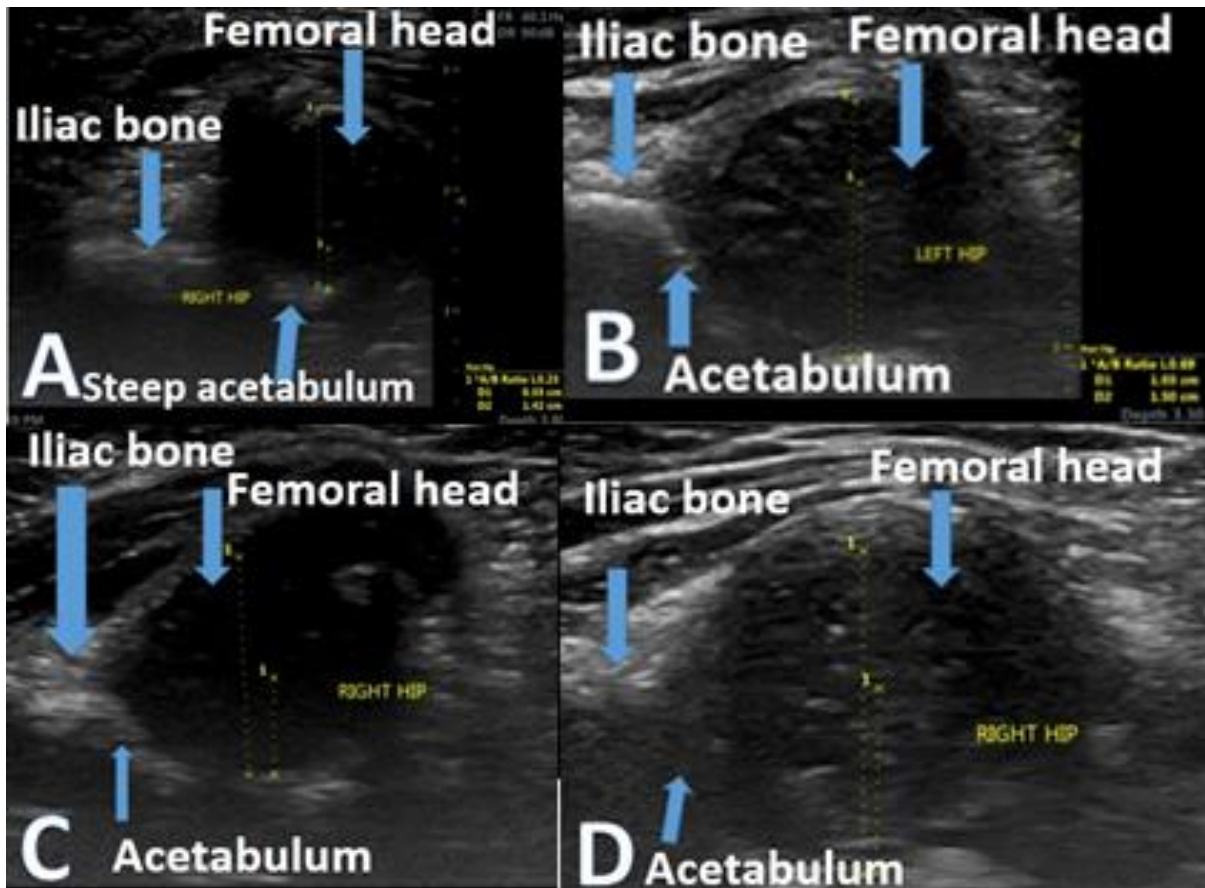 Femoral head
Iliac bone
RIGHT HIP
A
Steep acetabulum
Iliac bone
Femoral head
LEFT HIP
B
Acetabulum
Iliac bone
Femoral head
RIGHT HIP
C
Acetabulum
Femoral head
Iliac bone
RIGHT HIP
D
Acetabulum